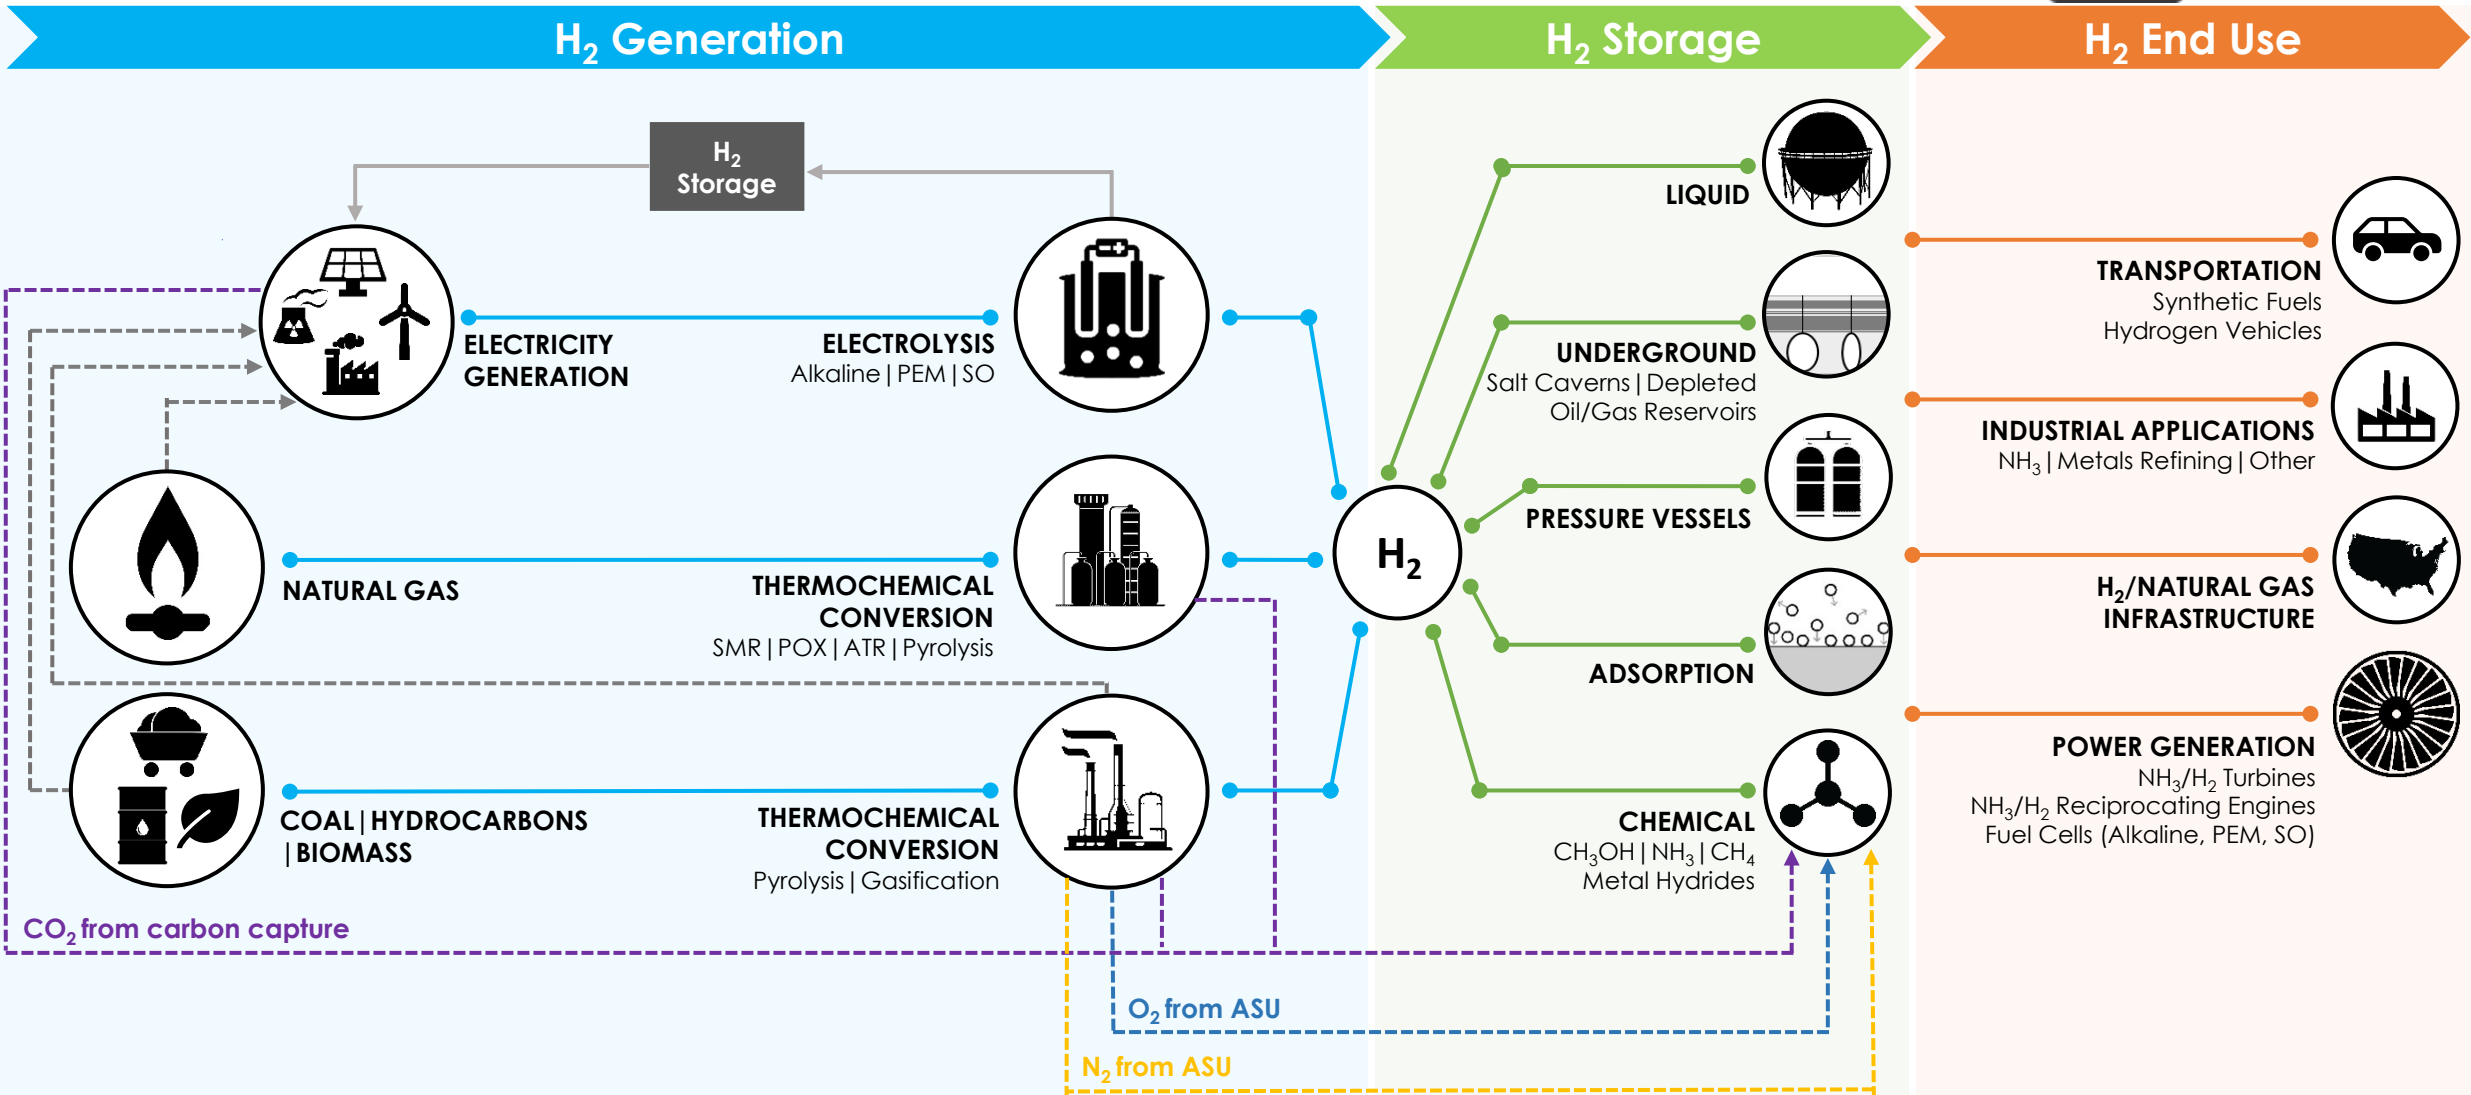 H₂ Generation
H₂ Storage
H₂ End Use
H₂
Storage
ELECTRICITY
GENERATION
ELECTROLYSIS
Alkaline|PEM|SO
NATURAL GAS
THERMOCHEMICAL
CONVERSION
SMR|POX|ATR|Pyrolysis
COAL|HYDROCARBONS
|BIOMASS
THERMOCHEMICAL
CONVERSION
Pyrolysis|Gasification
CO₂ from carbon capture
O₂ from ASU
N₂ from ASU
H₂
LIQUID
UNDERGROUND
Salt Caverns|Depleted
Oil/Gas Reservoirs
PRESSURE VESSELS
ADSORPTION
CHEMICAL
CH₃OH|NH₃|CH₄
Metal Hydrides
TRANSPORTATION
Synthetic Fuels
Hydrogen Vehicles
INDUSTRIAL APPLICATIONS
NH₃|Metals Refining|Other
H₂/NATURAL GAS
INFRASTRUCTURE
POWER GENERATION
NH₃/H₂ Turbines
NH₃/H₂ Reciprocating Engines
Fuel Cells (Alkaline, PEM, SO)